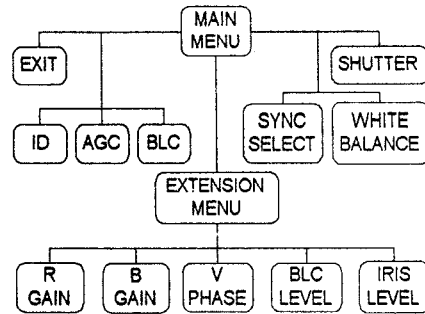 MAIN
MENU
EXIT
SHUTTER
ID
AGC
BLC
SYNC
SELECT
WHITE
BALANCE
EXTENSION
MENU
R
GAIN
B
GAIN
V
PHASE
BLC
LEVEL
IRIS
LEVEL